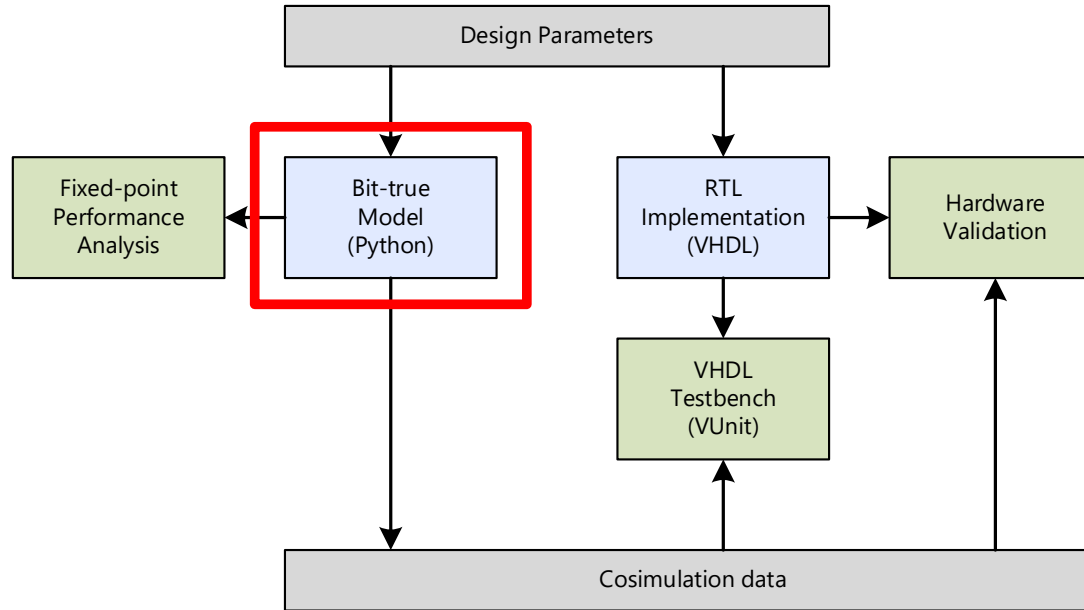 Design Parameters
Fixed-point
Performance
Analysis
Bit-true
Model
(Python)
RTL
Implementation
(VHDL)
Hardware
Validation
VHDL
Testbench
(VUnit)
Cosimulation data